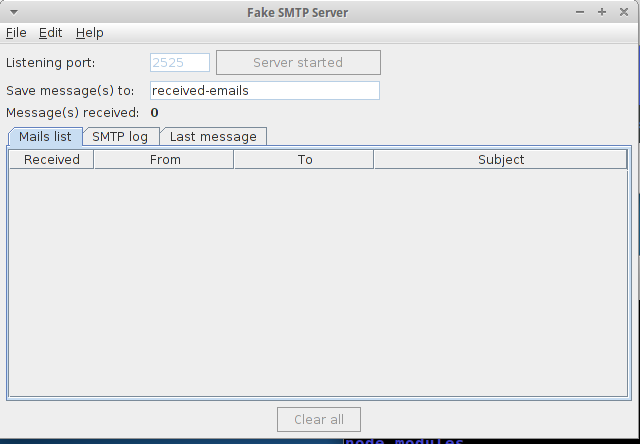 Fake SMTP Server
File Edit Help
Listening port: 2525 Server started
Save message(s) to: received-emails
Message(s) received: 0
Mails list SMTP log Last message
Received From To Subject
Clear all
node_modules